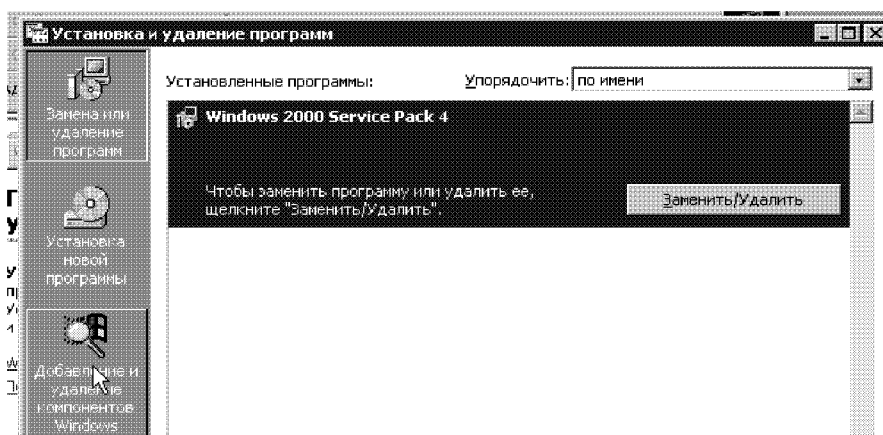 Установка и удаление программ
Замена или
удаление
программ
Установка
новой
программы
Добавление и
удаление
компонентов
Windows
Установленные программы:
Упорядочить: по имени
Windows 2000 Service Pack 4
Чтобы заменить программу или удалить ее,
щелкните "Заменить/Удалить".
Заменить/Удалить